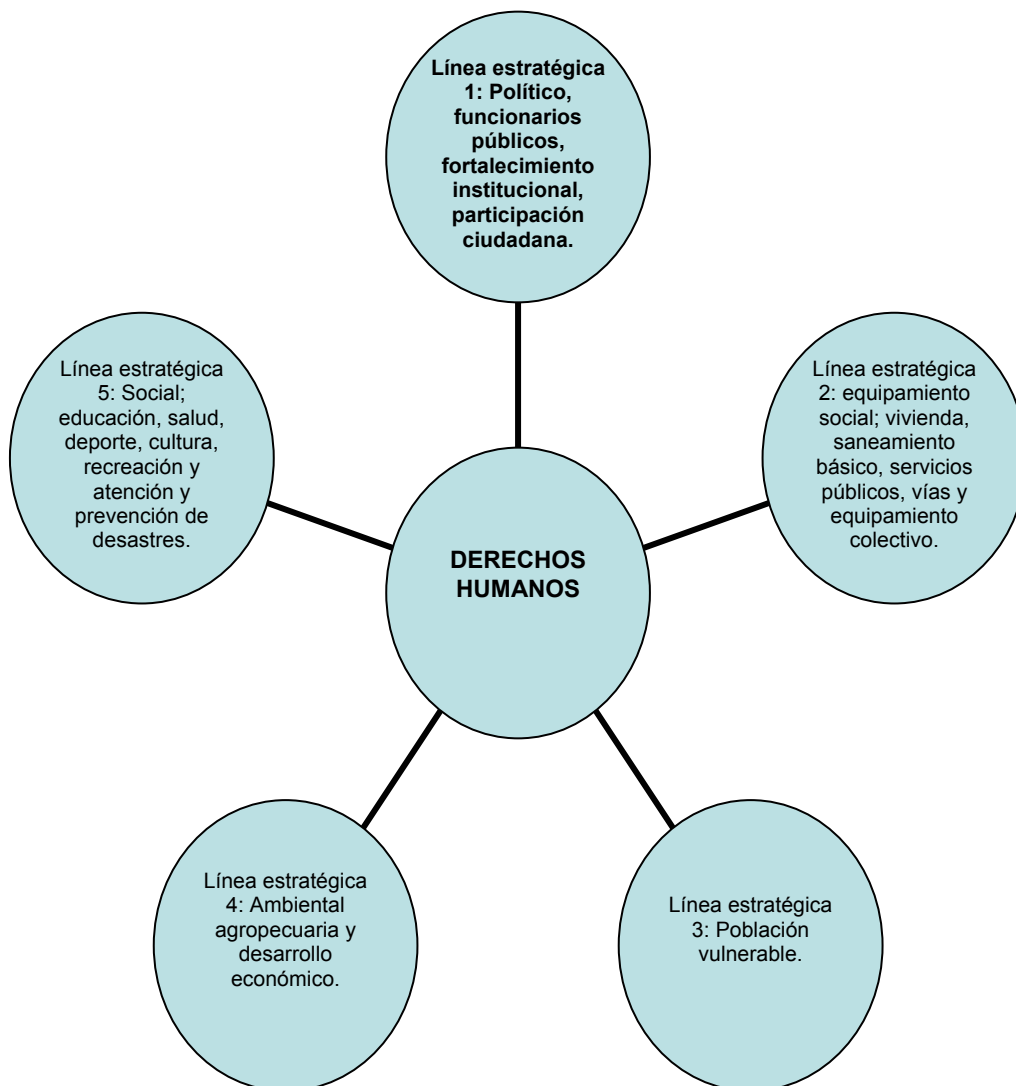 Línea estratégica
1: Político,
funcionarios
públicos,
fortalecimiento
institucional,
participación
ciudadana.
Línea estratégica
5: Social;
educación, salud,
deporte, cultura,
recreación y
atención y
prevención de
desastres.
Línea estratégica
2: equipamiento
social; vivienda,
saneamiento
básico, servicios
públicos, vías y
equipamiento
colectivo.
DERECHOS
HUMANOS
Línea estratégica
4: Ambiental
agropecuaria y
desarrollo
económico.
Línea estratégica
3: Población
vulnerable.